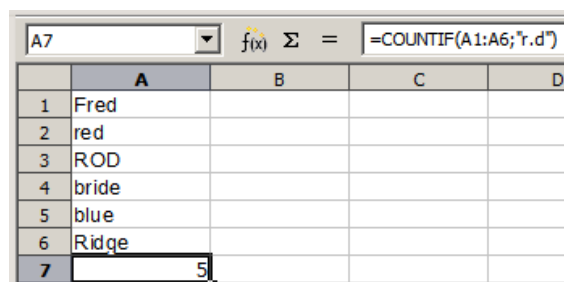 A7 f(x) Σ = =COUNTIF(A1:A6;"r.d")
A B C D
1 Fred
2 red
3 ROD
4 bride
5 blue
6 Ridge
7 5